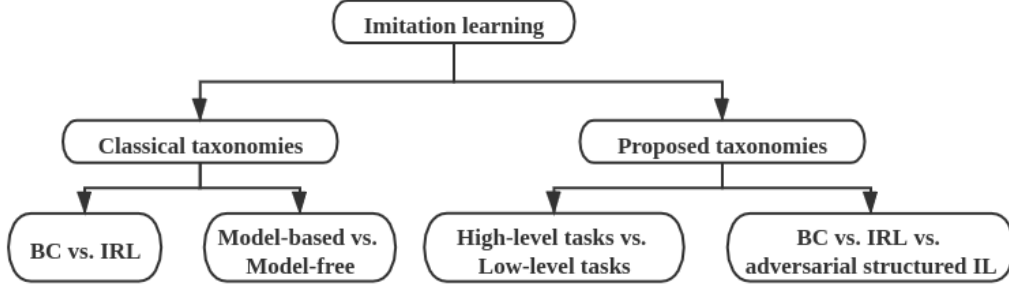 Imitation learning
Classical taxonomies
Proposed taxonomies
BC vs. IRL
Model-based vs.
Model-free
High-level tasks vs.
Low-level tasks
BC vs. IRL vs.
adversarial structured IL